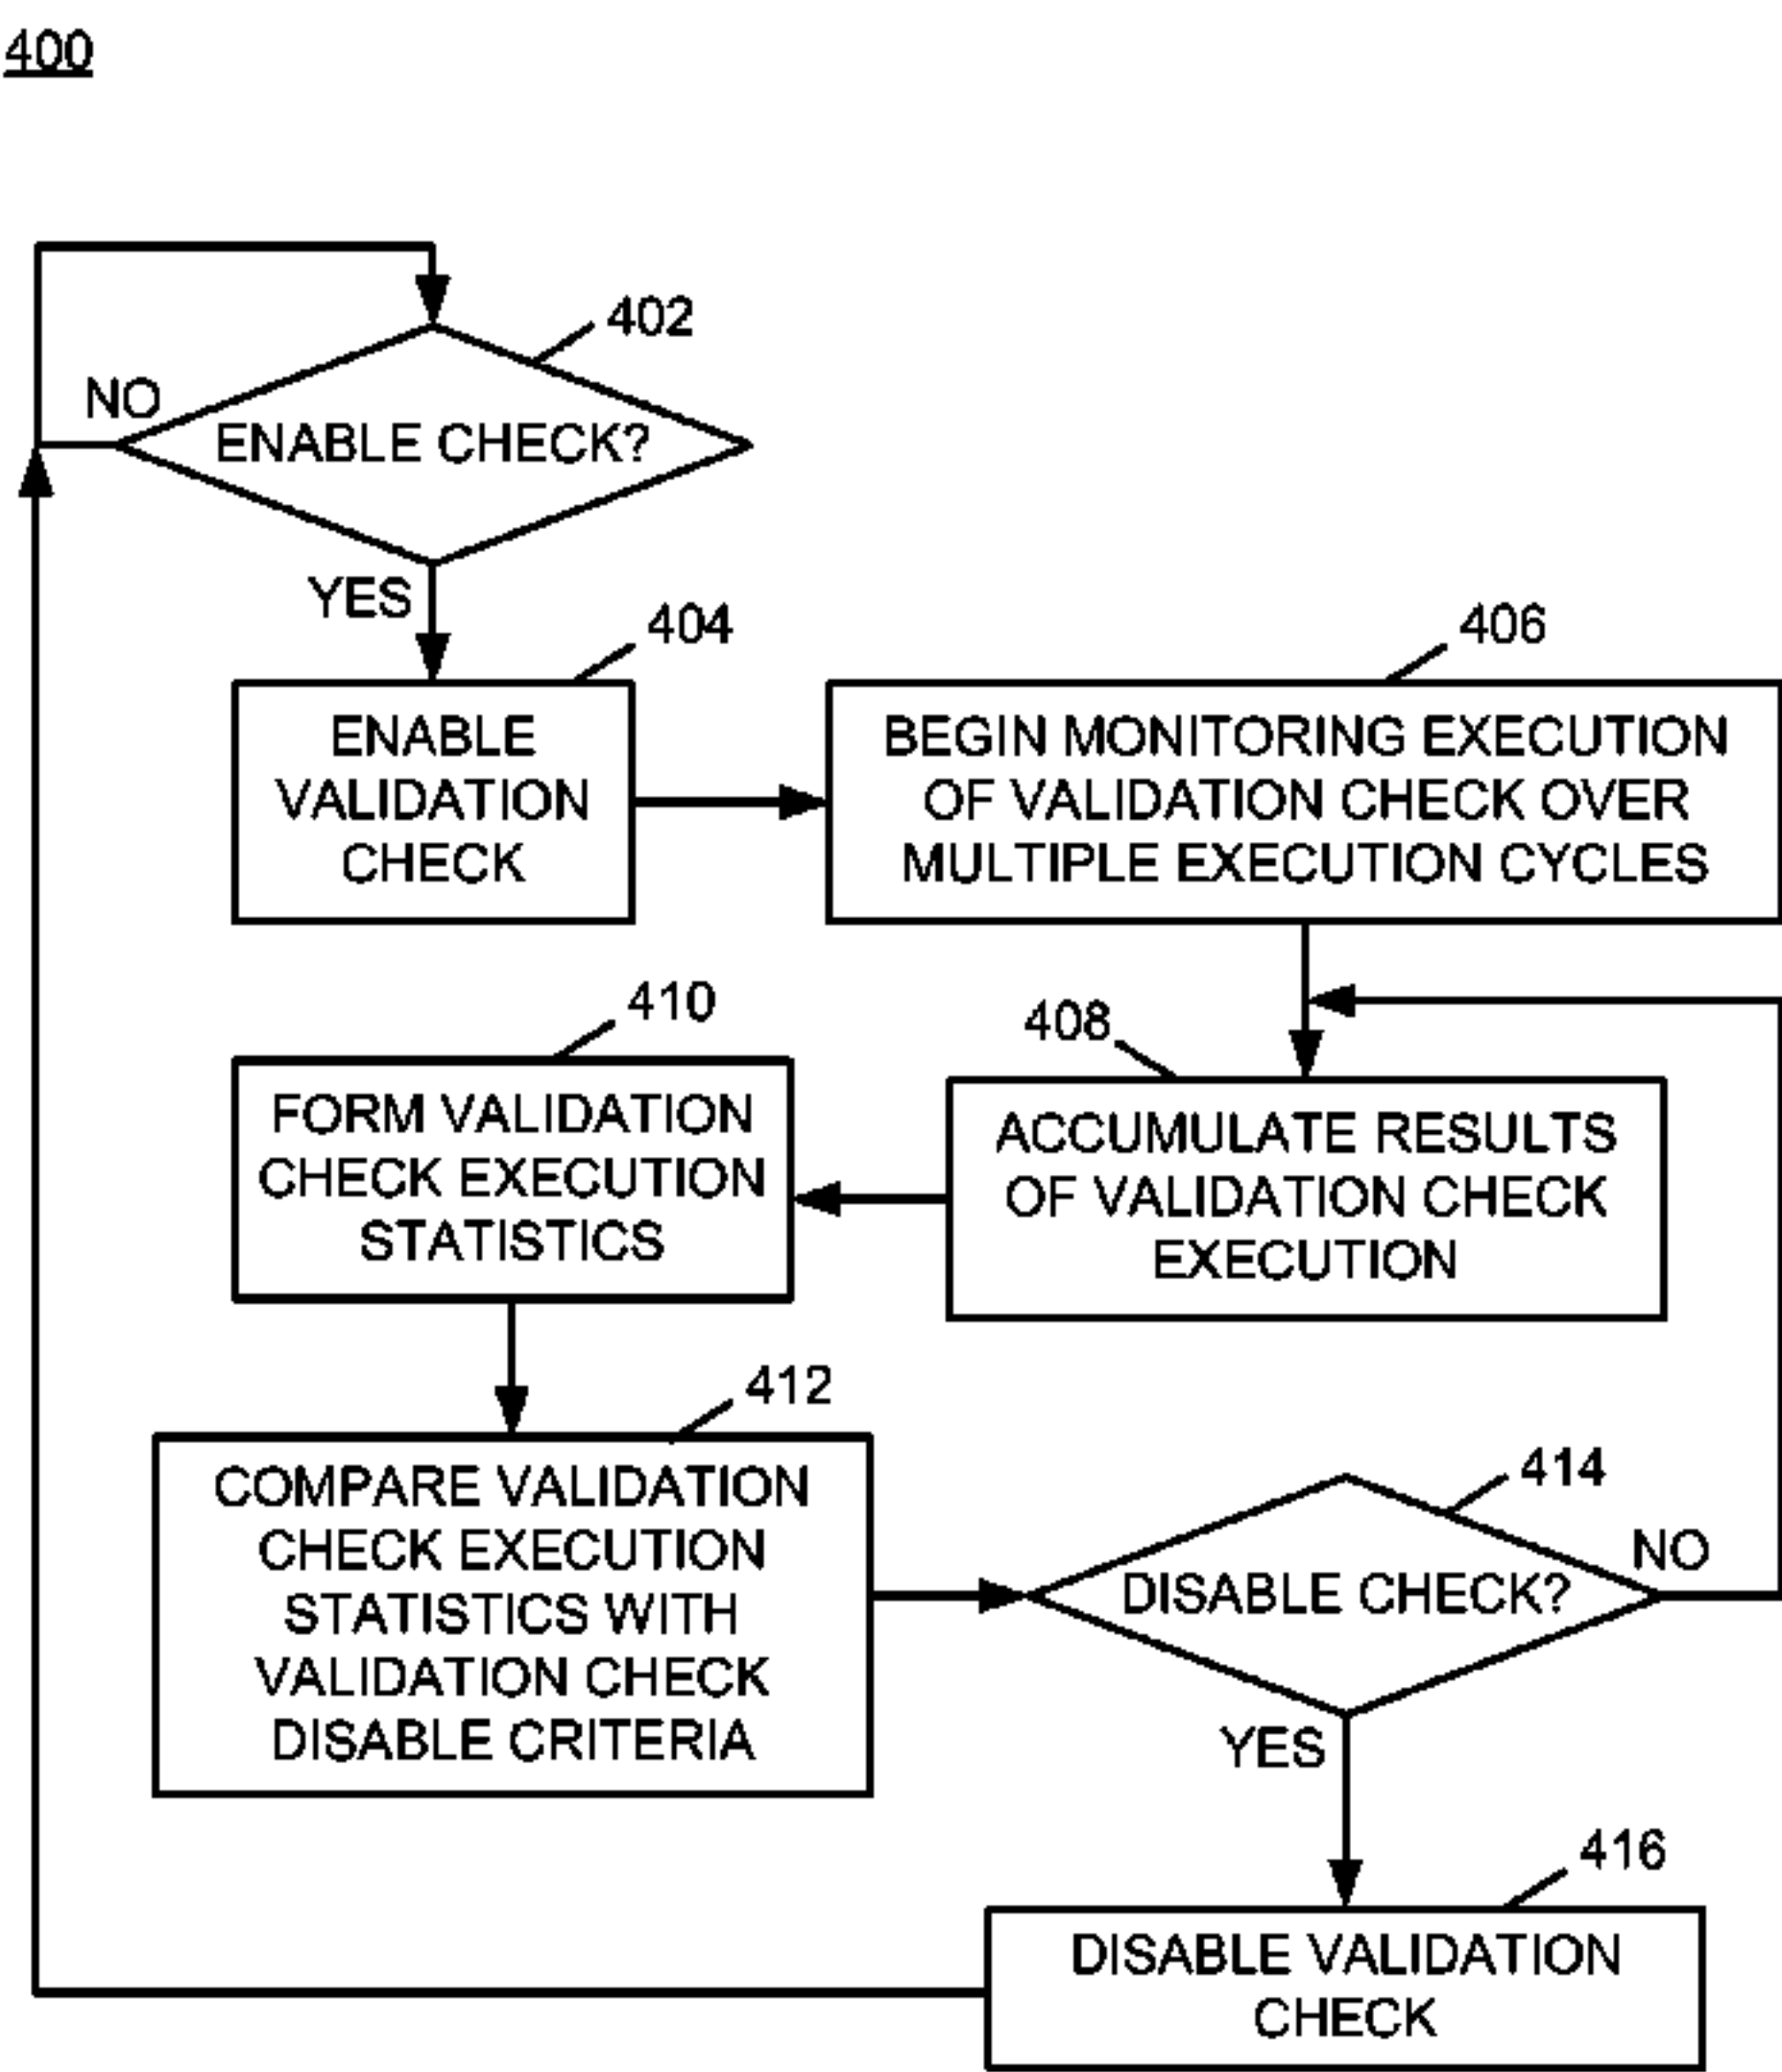 400
402
NO
ENABLE CHECK?
YES
404
406
ENABLE
VALIDATION
CHECK
BEGIN MONITORING EXECUTION
OF VALIDATION CHECK OVER
MULTIPLE EXECUTION CYCLES
410
408
FORM VALIDATION
CHECK EXECUTION
STATISTICS
ACCUMULATE RESULTS
OF VALIDATION CHECK
EXECUTION
412
414
COMPARE VALIDATION
CHECK EXECUTION
STATISTICS WITH
VALIDATION CHECK
DISABLE CRITERIA
NO
DISABLE CHECK?
YES
416
DISABLE VALIDATION
CHECK